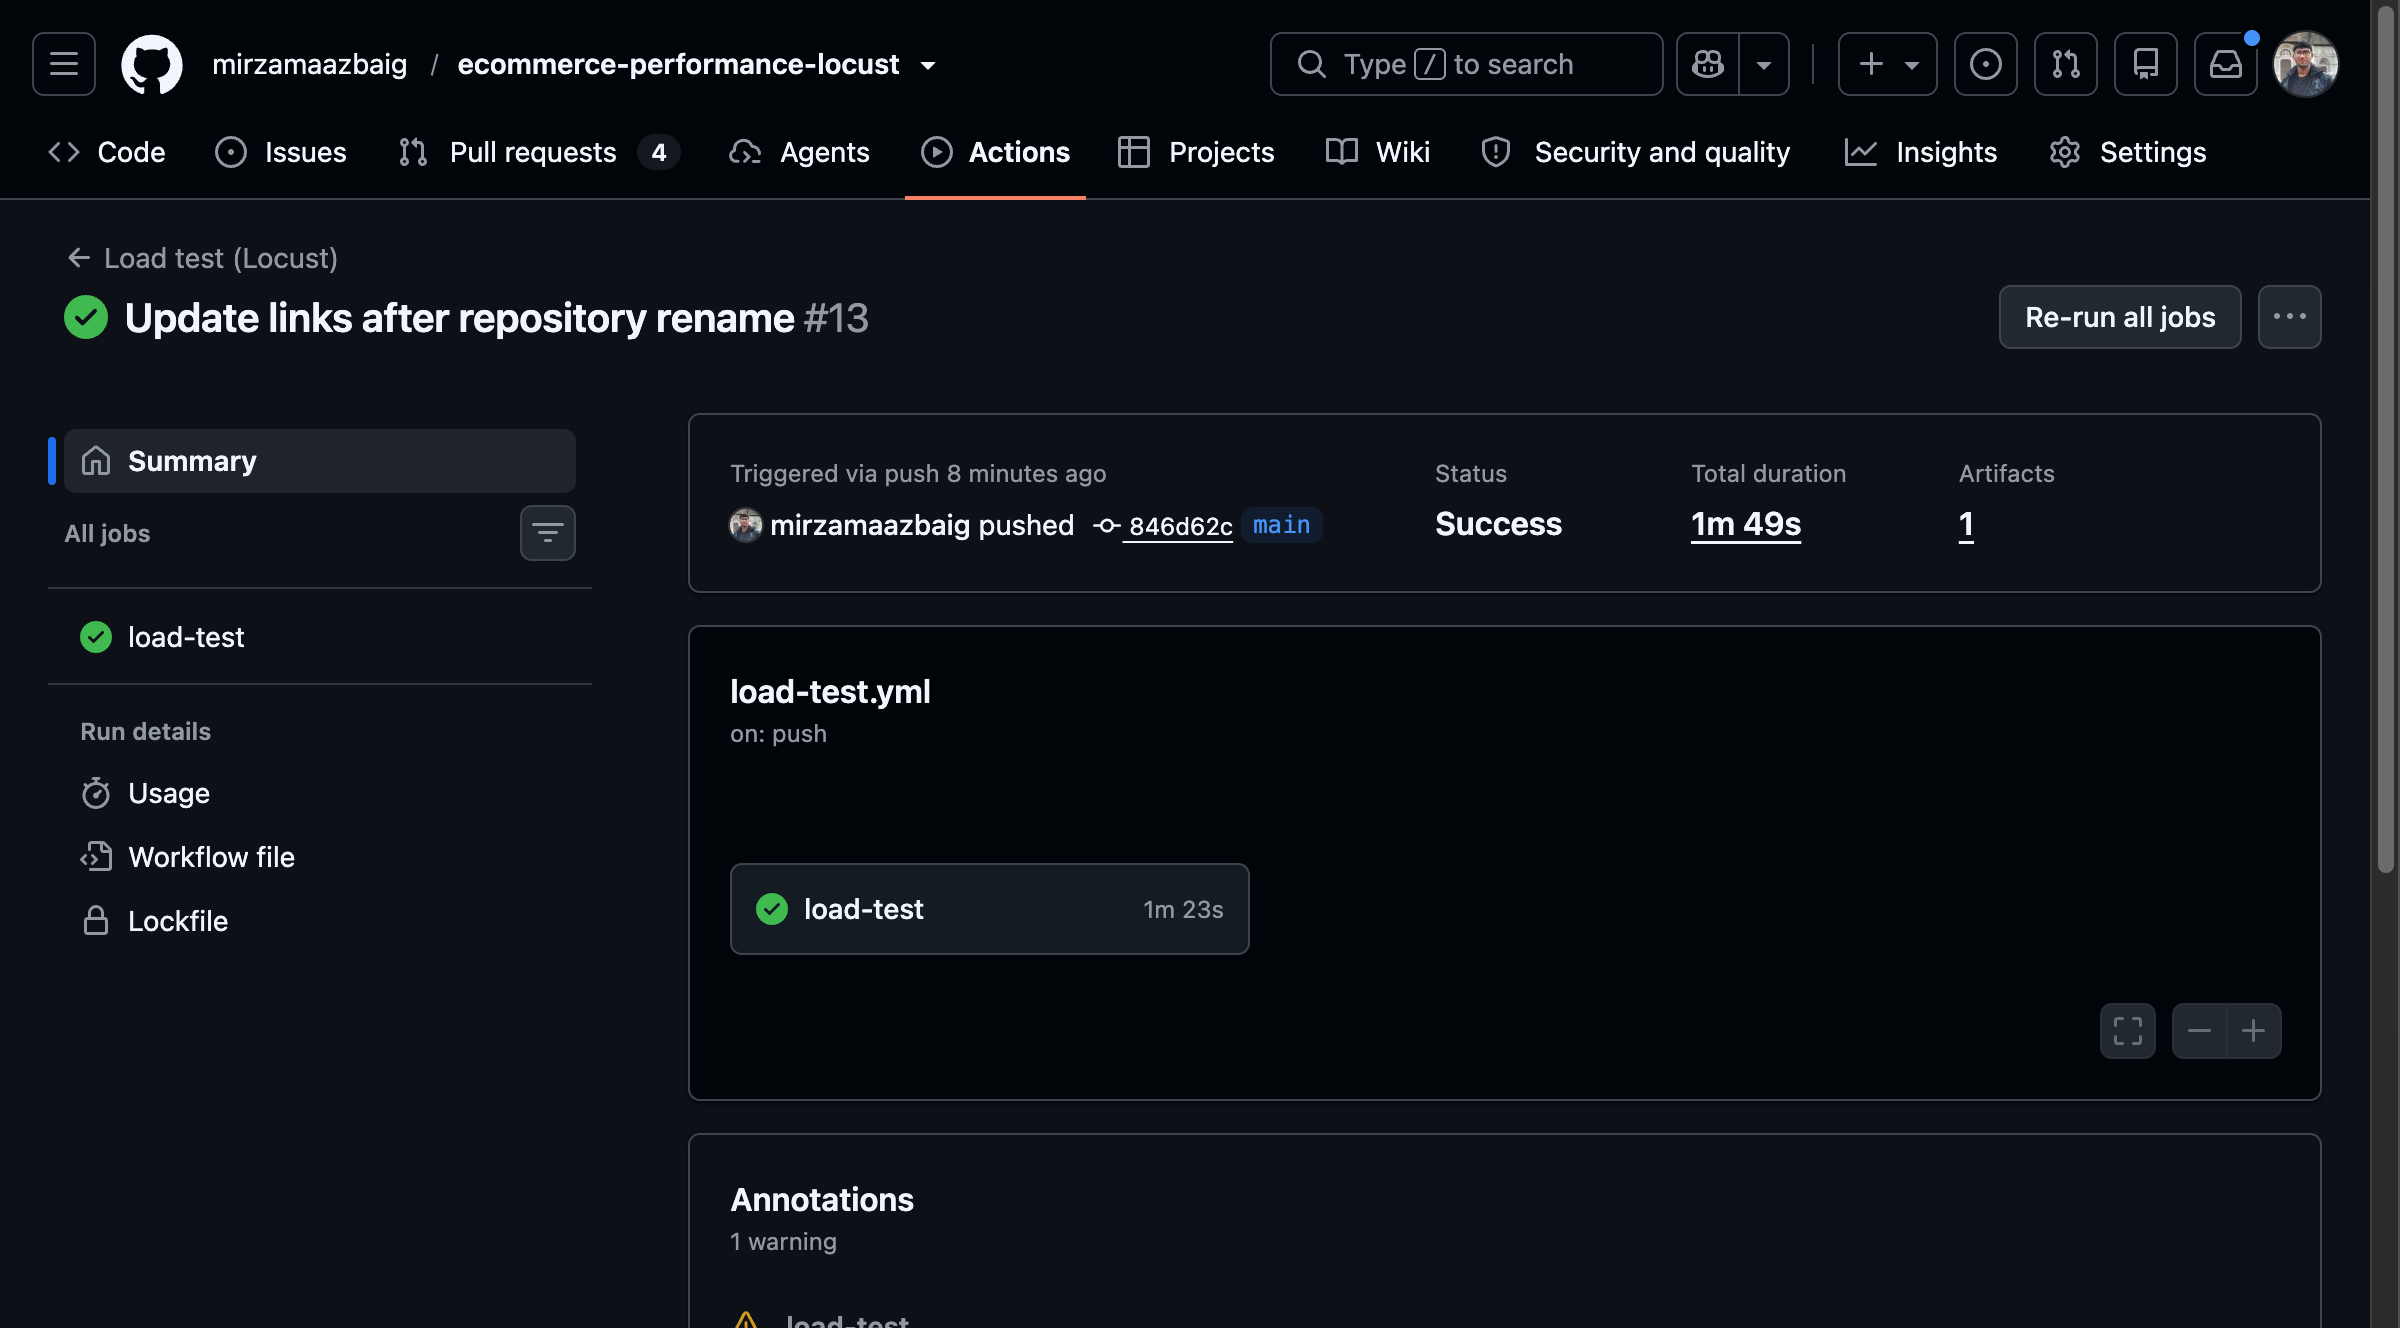 mirzamaazbaig / ecommerce-performance-locust
Type / to search
Code
Issues
Pull requests 4
Agents
Actions
Projects
Wiki
Security and quality
Insights
Settings
← Load test (Locust)
Update links after repository rename #13
Re-run all jobs
Summary
All jobs
load-test
Run details
Usage
Workflow file
Lockfile
Triggered via push 8 minutes ago
mirzamaazbaig pushed 846d62c main
Status
Success
Total duration
1m 49s
Artifacts
1
load-test.yml
on: push
load-test 1m 23s
Annotations
1 warning
load-test